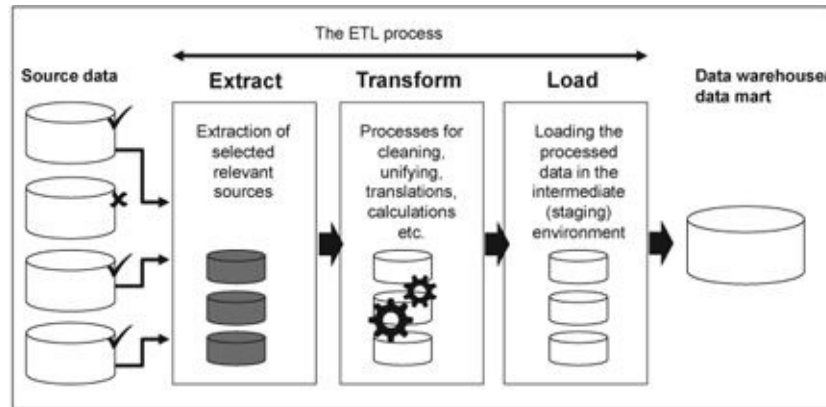 The ETL process
Source data
Extract
Transform
Load
Data warehouse/
data mart
Extraction of
selected
relevant
sources
Processes for
cleaning,
unifying,
translations,
calculations
etc.
Loading the
processed
data in the
intermediate
(staging)
environment